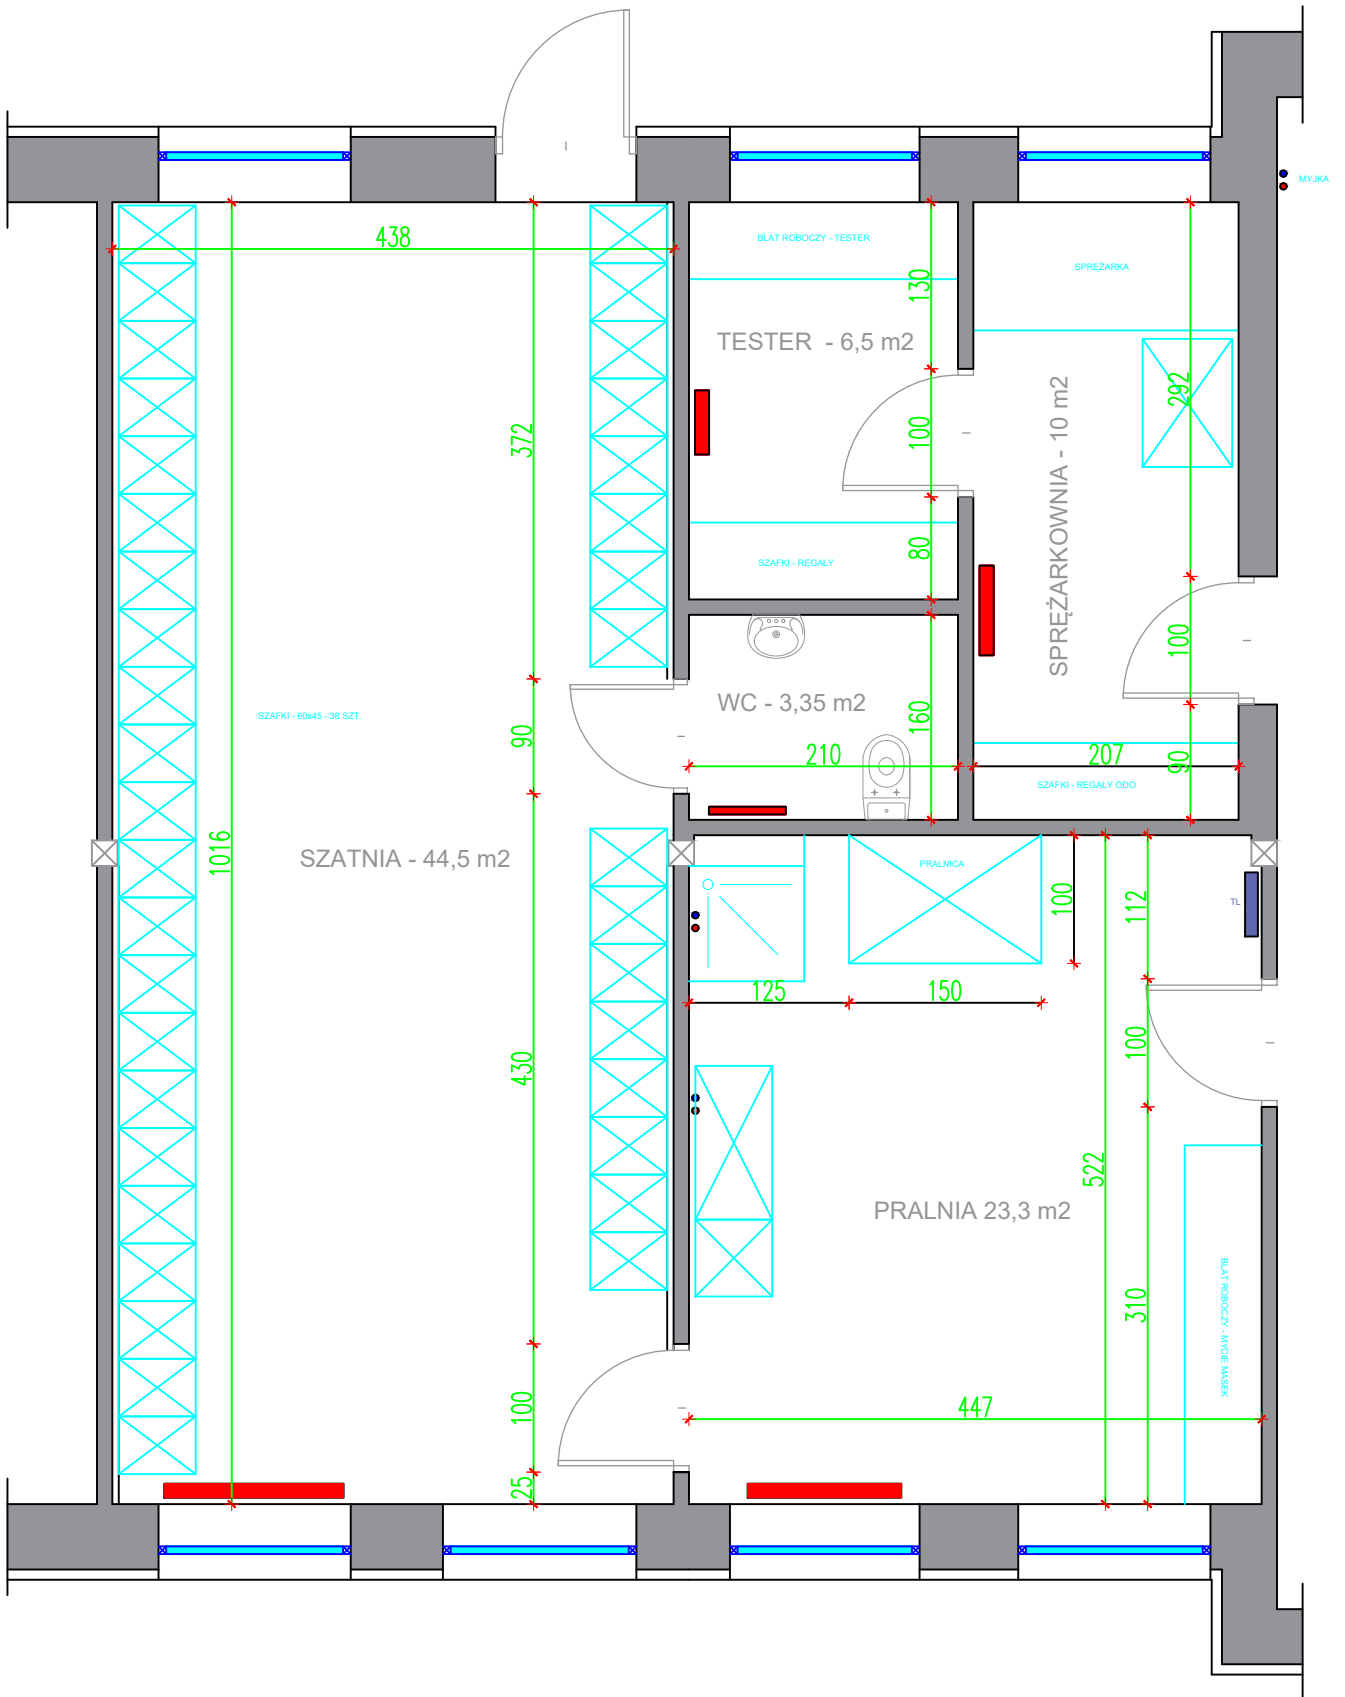 MYJKA
438
BLAT ROBOCZY - TESTER
SPRĘŻARKA
130
TESTER - 6,5 m2
292
372
100
SPRĘŻARKOWNIA - 10 m2
80
SZAFKI - REGAŁY
100
WC - 3,35 m2
SZAFKI - 60x45 - 38 SZT.
160
90
210
207
90
SZAFKI - REGAŁY ODO
1016
SZATNIA - 44,5 m2
PRALNICA
100
112
TL
125
150
100
430
522
PRALNIA 23,3 m2
310
BLAT ROBOCZY - MYCIE MASEK
447
100
25